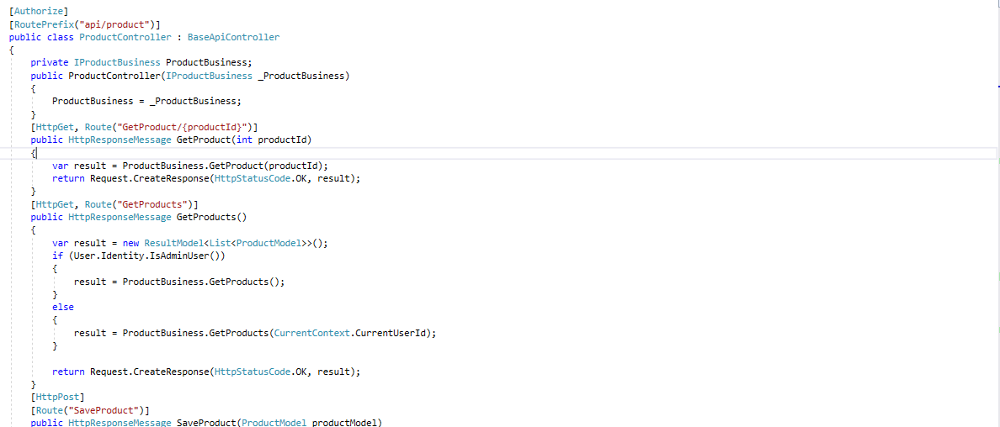 [Authorize]
[RoutePrefix("api/product")]
public class ProductController : BaseApiController
{
    private IProductBusiness ProductBusiness;
    public ProductController(IProductBusiness _ProductBusiness)
    {
        ProductBusiness = _ProductBusiness;
    }
    [HttpGet, Route("GetProduct/{productId}")]
    public HttpResponseMessage GetProduct(int productId)
    {
        var result = ProductBusiness.GetProduct(productId);
        return Request.CreateResponse(HttpStatusCode.OK, result);
    }
    [HttpGet, Route("GetProducts")]
    public HttpResponseMessage GetProducts()
    {
        var result = new ResultModel<List<ProductModel>>();
        if (User.Identity.IsAdminUser())
        {
            result = ProductBusiness.GetProducts();
        }
        else
        {
            result = ProductBusiness.GetProducts(CurrentContext.CurrentUserId);
        }
        return Request.CreateResponse(HttpStatusCode.OK, result);
    }
    [HttpPost]
    [Route("SaveProduct")]
    public HttpResponseMessage SaveProduct(ProductModel productModel)